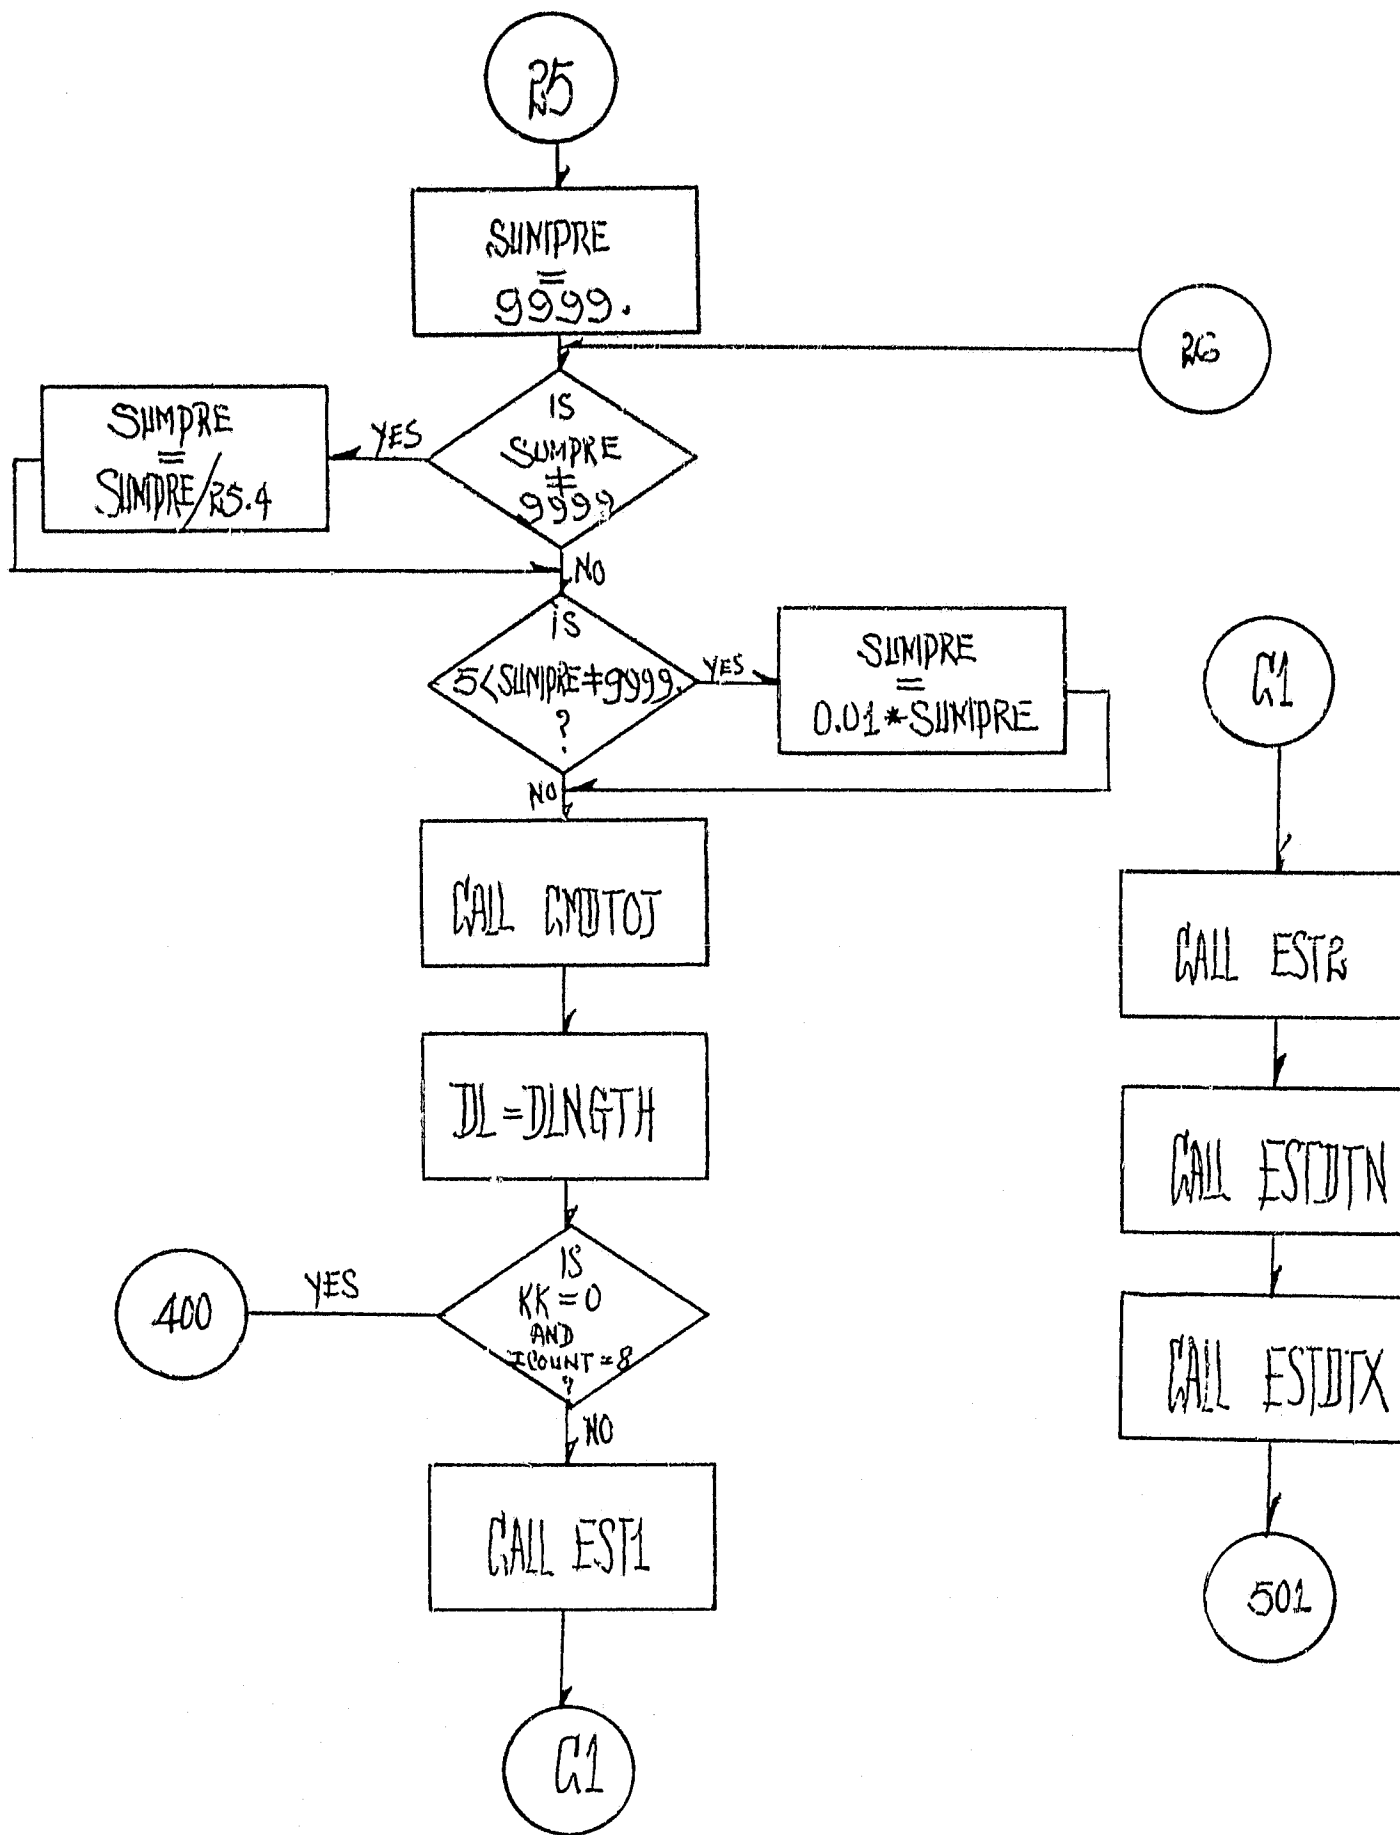 25
SUMPRE
=
9999.
26
IS
SUMPRE
≠
9999
YES
SUMPRE
=
SUMPRE/25.4
NO
IS
5<SUMPRE≠9999.
?
YES
SUMPRE
=
0.01*SUMPRE
NO
CALL CMDTOJ
DL=DLNGTH
IS
KK=0
AND
ICOUNT=8
?
YES
400
NO
CALL EST1
C1
C1
CALL EST2
CALL ESTDTN
CALL ESTDTX
501